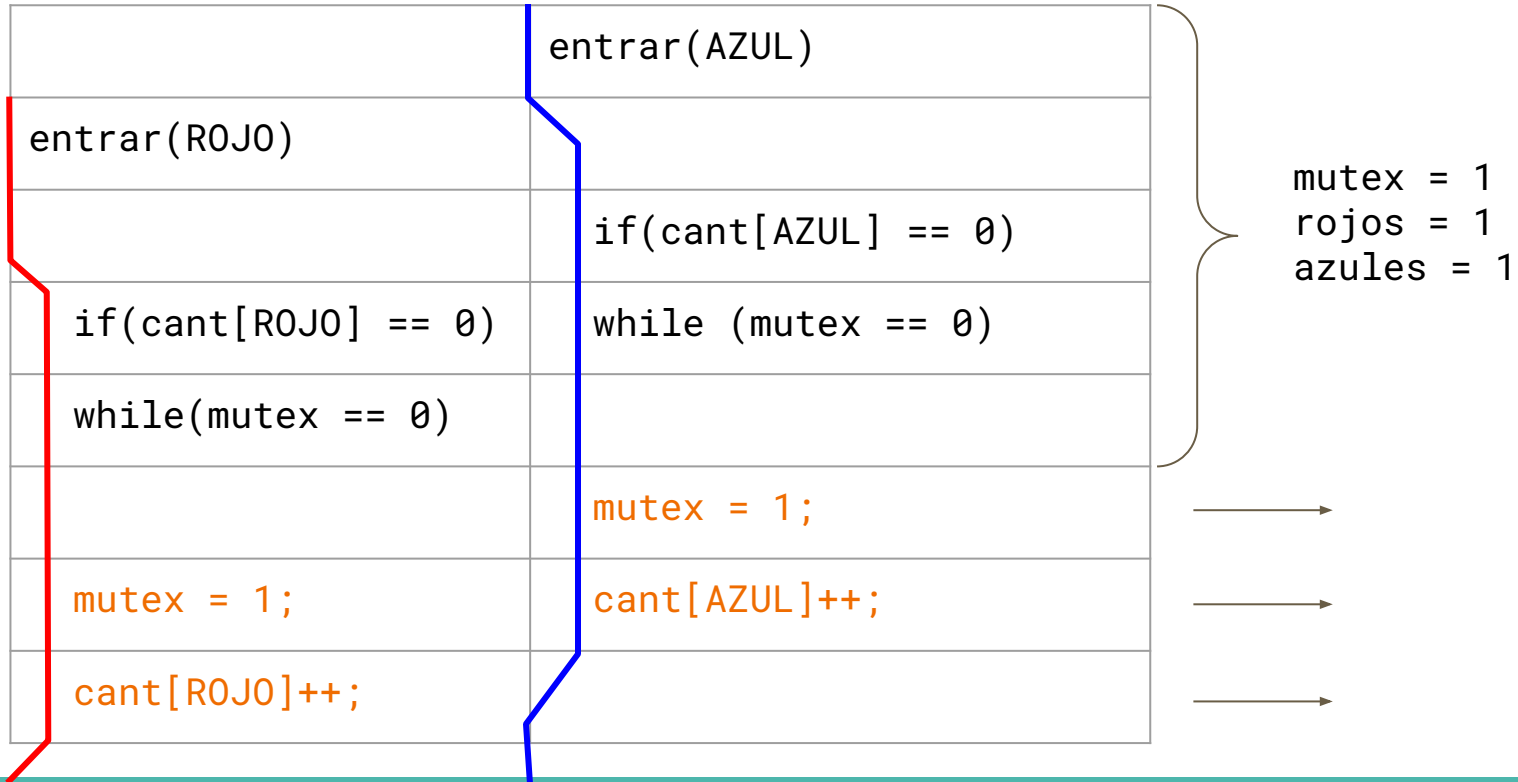 entrar(AZUL)
entrar(ROJO)
if(cant[AZUL] == 0)
if(cant[ROJO] == 0)
while (mutex == 0)
while(mutex == 0)
mutex = 1;
mutex = 1;
cant[AZUL]++;
cant[ROJO]++;
mutex = 1
rojos = 1
azules = 1